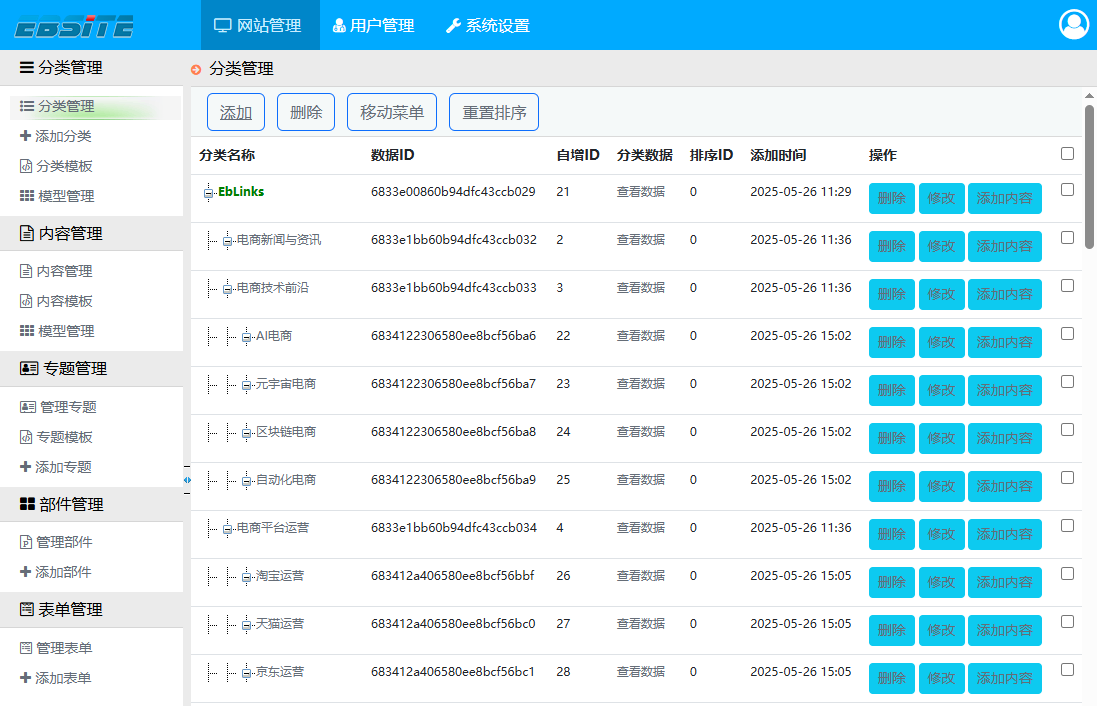 EBSITE 网站管理 用户管理 系统设置
分类管理
分类管理
添加分类
分类模板
模型管理
内容管理
内容管理
内容模板
模型管理
专题管理
管理专题
专题模板
添加专题
部件管理
管理部件
添加部件
表单管理
管理表单
添加表单
分类管理
添加 删除 移动菜单 重置排序
分类名称 数据ID 自增ID 分类数据 排序ID 添加时间 操作
EbLinks 6833e00860b94dfc43ccb029 21 查看数据 0 2025-05-26 11:29 删除 修改 添加内容
电商新闻与资讯 6833e1bb60b94dfc43ccb032 2 查看数据 0 2025-05-26 11:36 删除 修改 添加内容
电商技术前沿 6833e1bb60b94dfc43ccb033 3 查看数据 0 2025-05-26 11:36 删除 修改 添加内容
AI电商 6834122306580ee8bcf56ba6 22 查看数据 0 2025-05-26 15:02 删除 修改 添加内容
元宇宙电商 6834122306580ee8bcf56ba7 23 查看数据 0 2025-05-26 15:02 删除 修改 添加内容
区块链电商 6834122306580ee8bcf56ba8 24 查看数据 0 2025-05-26 15:02 删除 修改 添加内容
自动化电商 6834122306580ee8bcf56ba9 25 查看数据 0 2025-05-26 15:02 删除 修改 添加内容
电商平台运营 6833e1bb60b94dfc43ccb034 4 查看数据 0 2025-05-26 11:36 删除 修改 添加内容
淘宝运营 683412a406580ee8bcf56bbf 26 查看数据 0 2025-05-26 15:05 删除 修改 添加内容
天猫运营 683412a406580ee8bcf56bc0 27 查看数据 0 2025-05-26 15:05 删除 修改 添加内容
京东运营 683412a406580ee8bcf56bc1 28 查看数据 0 2025-05-26 15:05 删除 修改 添加内容